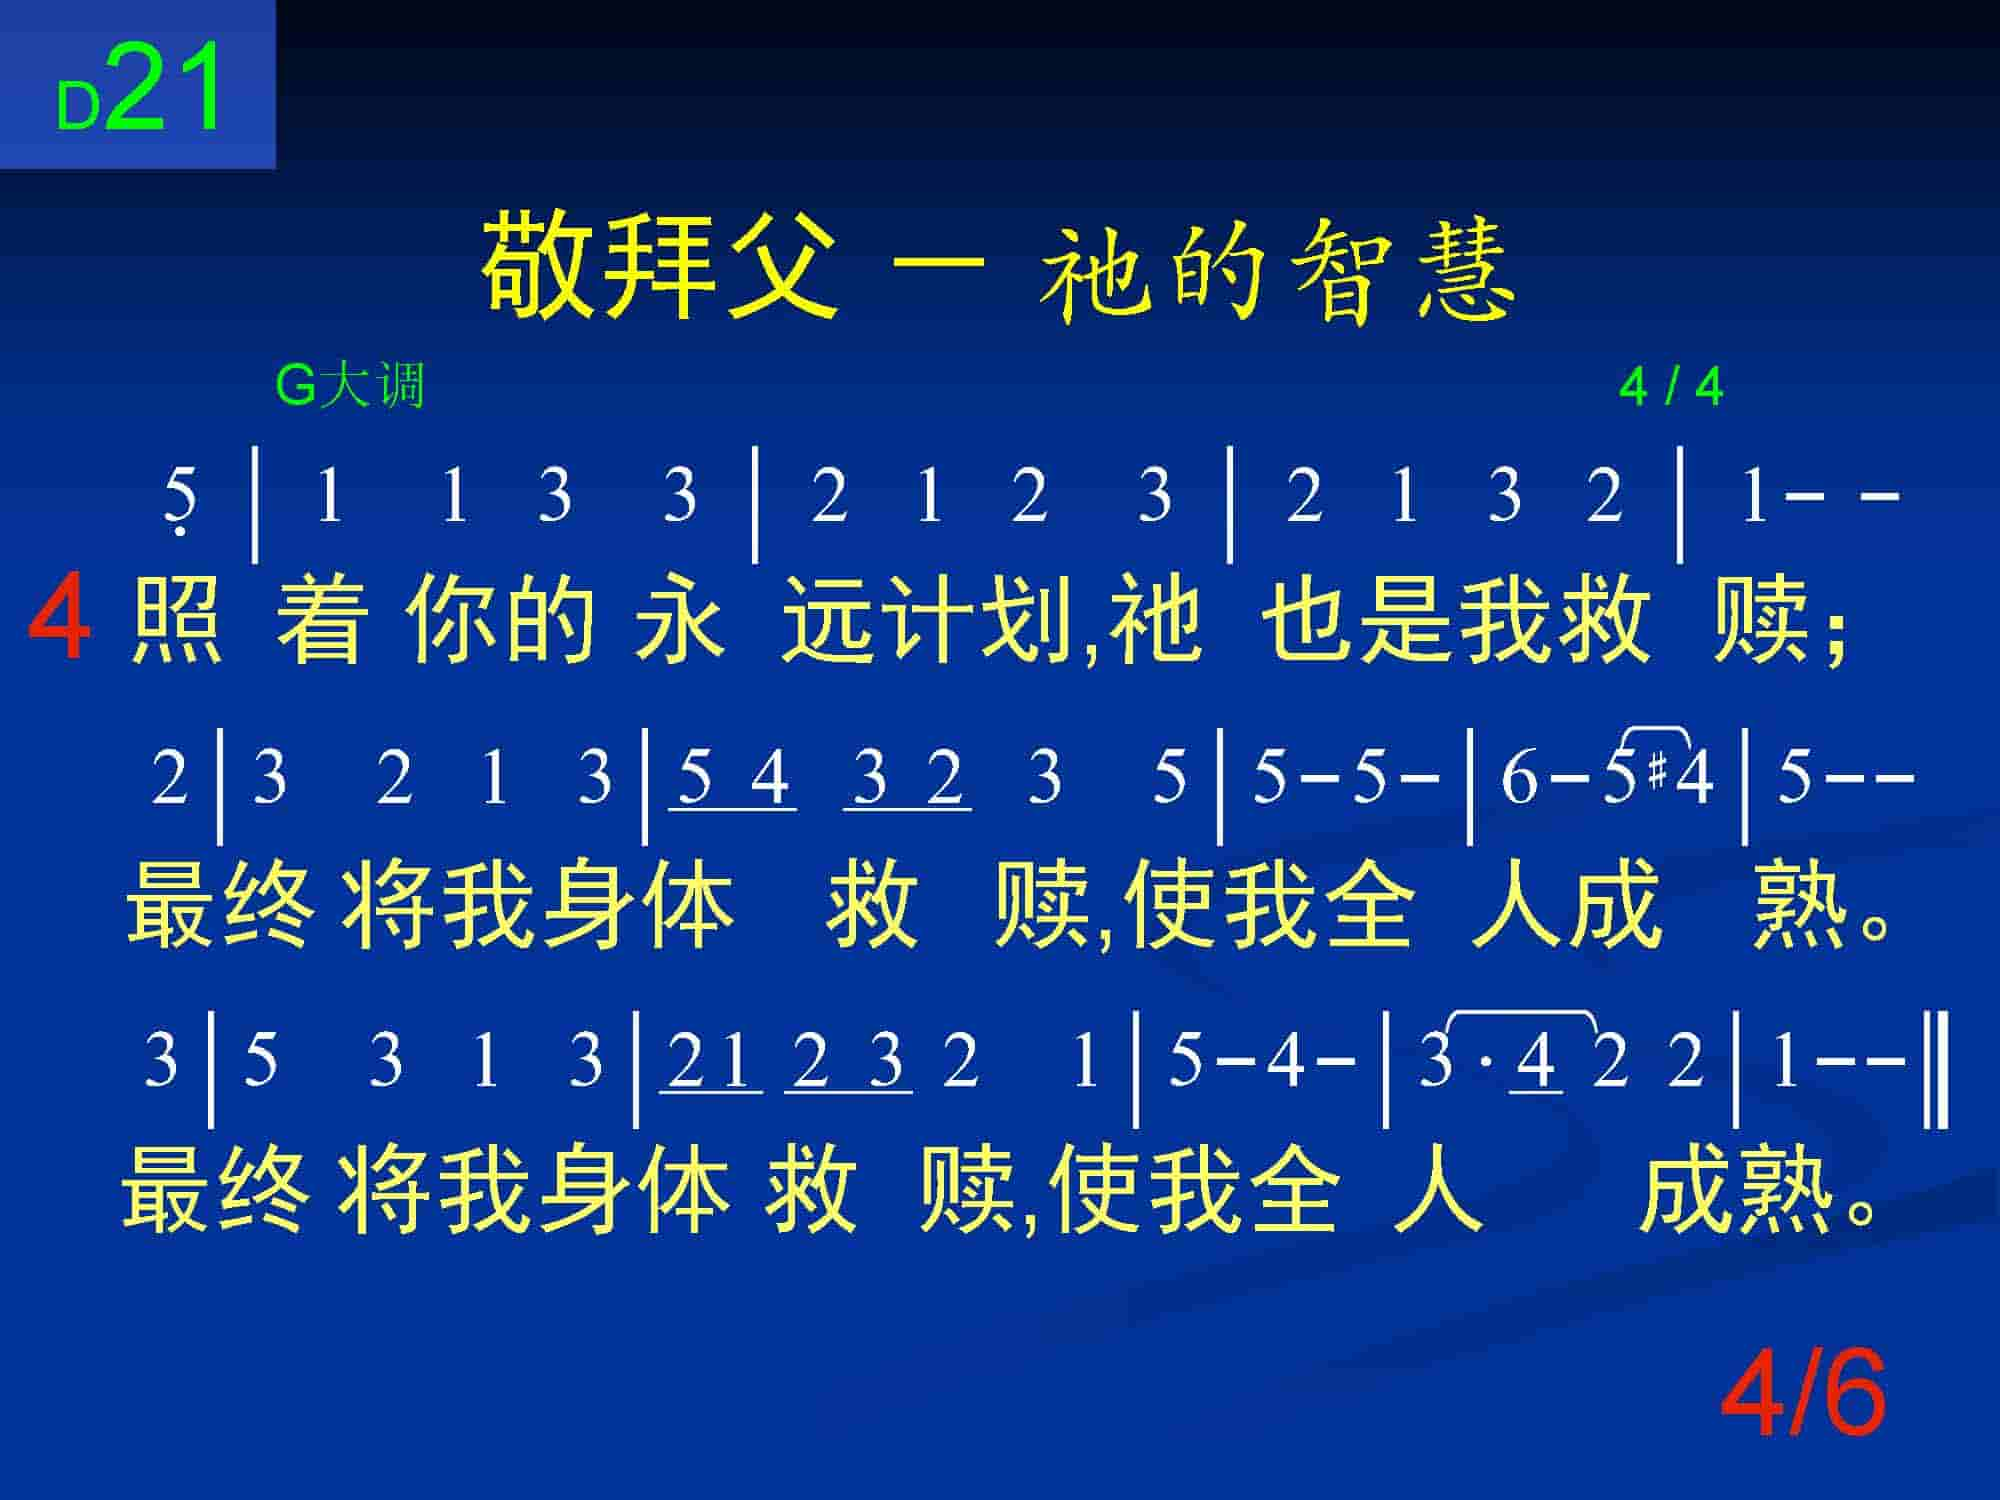 D21
敬拜父 － 祂的智慧
G大调 4 / 4
5̣ | 1 1 3 3 | 2 1 2 3 | 2 1 3 2 | 1 – –
4 照 着 你的 永 远计划,祂 也是我救 赎；
2 | 3 2 1 3 | 5 4 3 2 3 5 | 5 – 5 – | 6 – 5 #4 | 5 – –
最终 将我身体 救 赎,使我全 人成 熟。
3 | 5 3 1 3 | 2 1 2 3 2 1 | 5 – 4 – | 3 · 4 2 2 | 1 – – ‖
最终 将我身体 救 赎,使我全 人 成熟。
4/6